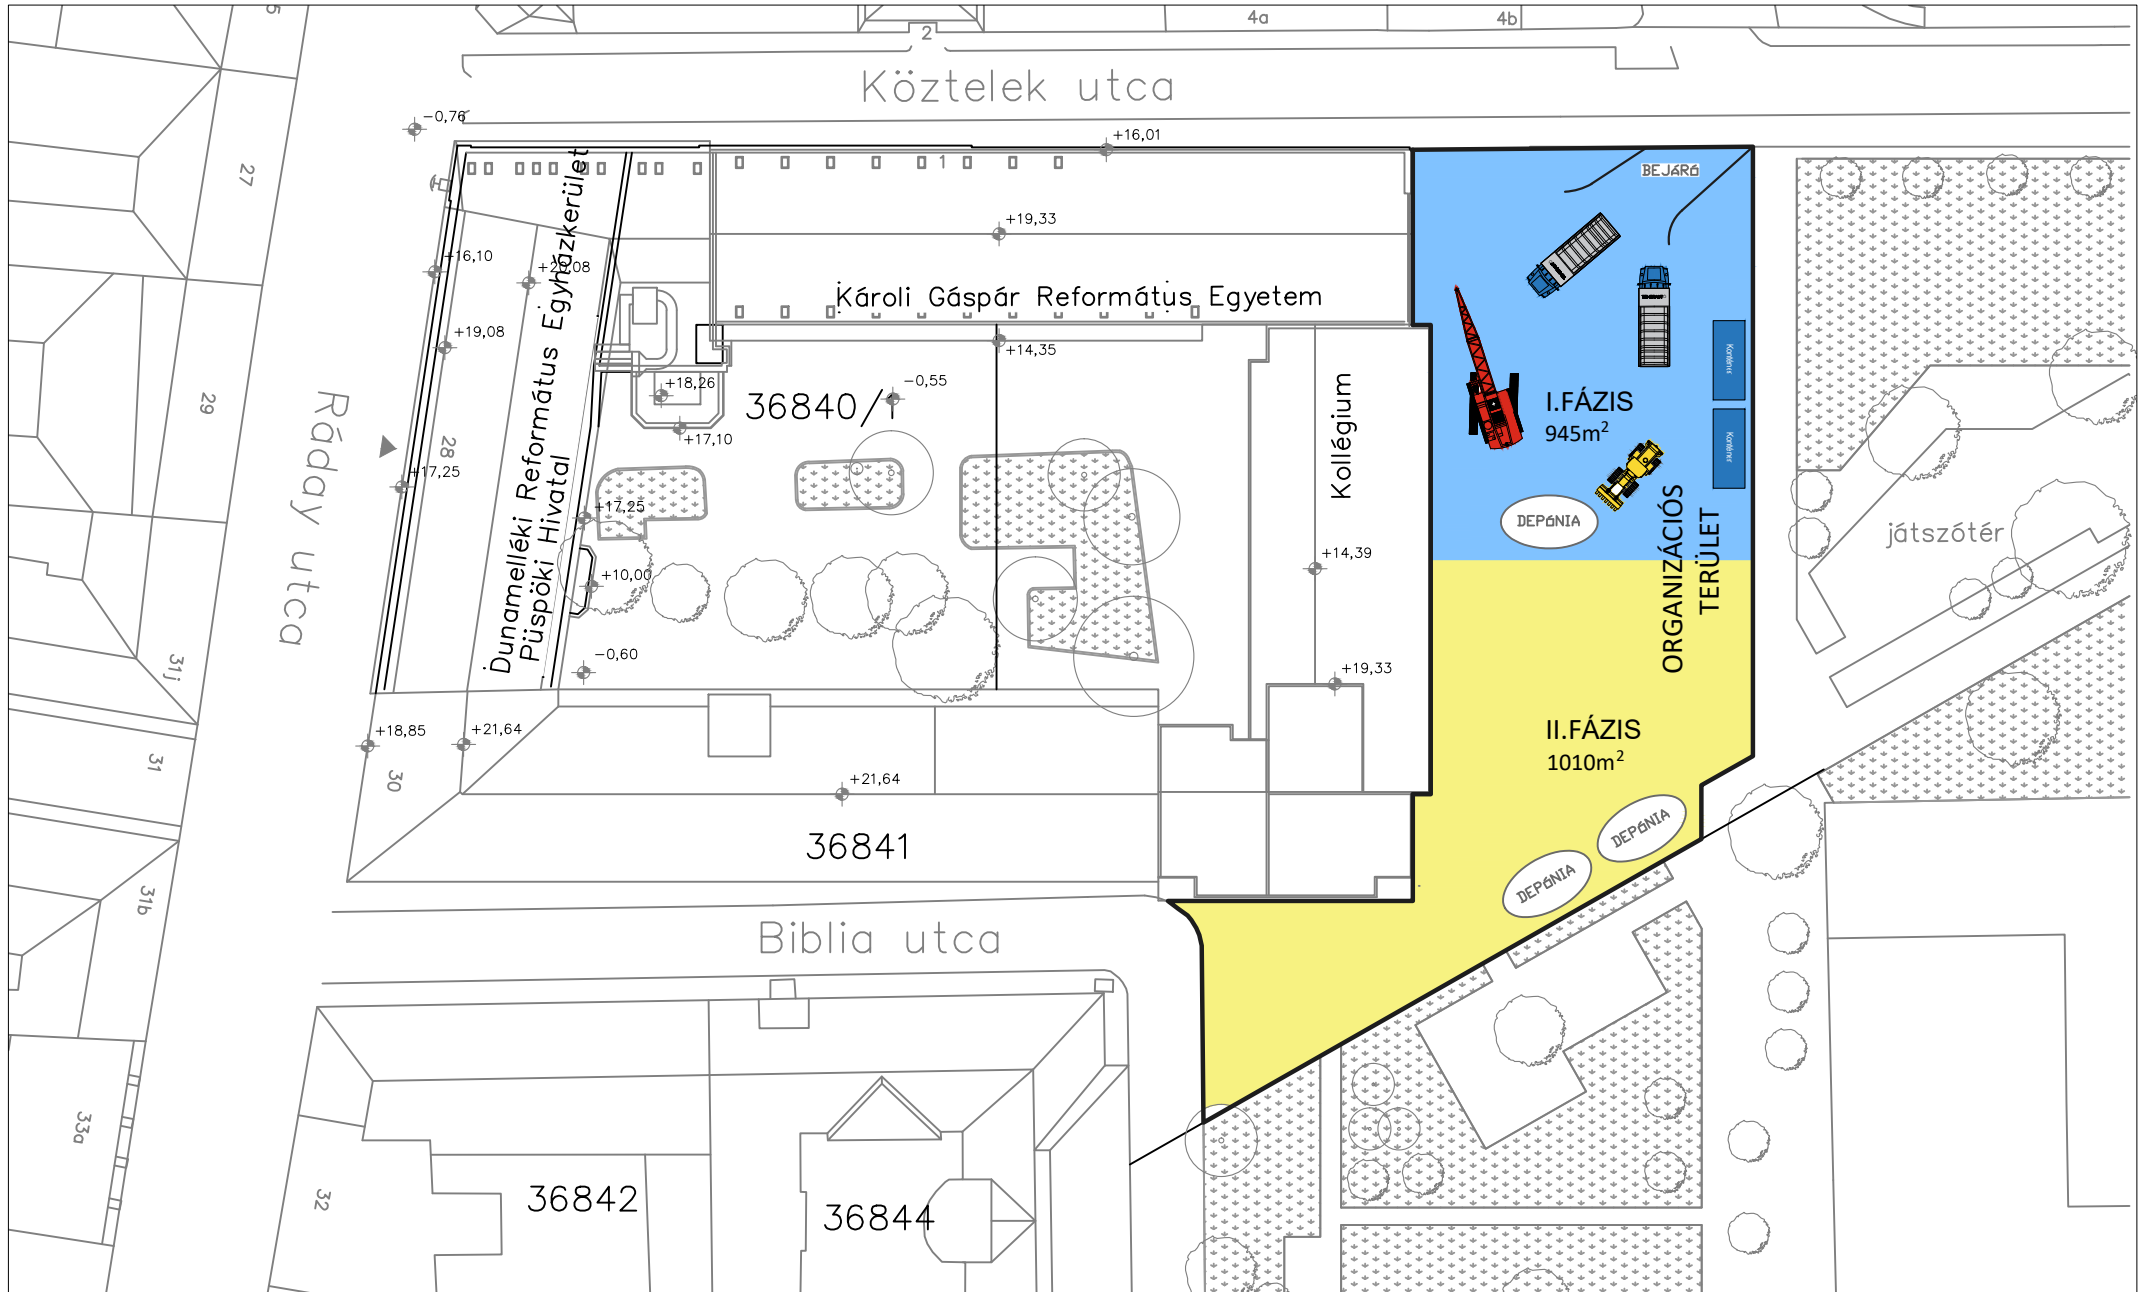 4a
4b
2
5
Köztelek utca
-0,76
+16,01
1
BEJÁRÓ
27
+19,33
+16,10
+20,08
Károli Gáspár Református Egyetem
Dunamelléki Református Egyházkerület
Püspöki Hivatal
+19,08
+14,35
+18,26
-0,55
36840/1
+17,10
Kollégium
Konténer
Konténer
I.FÁZIS
945m²
29
Ráday utca
28
+17,25
+17,25
DEPÓNIA
ORGANIZÁCIÓS
TERÜLET
játszótér
+14,39
+10,00
-0,60
+19,33
31j
31
30
+18,85
+21,64
+21,64
II.FÁZIS
1010m²
DEPÓNIA
DEPÓNIA
36841
31b
Biblia utca
33a
32
36842
36844